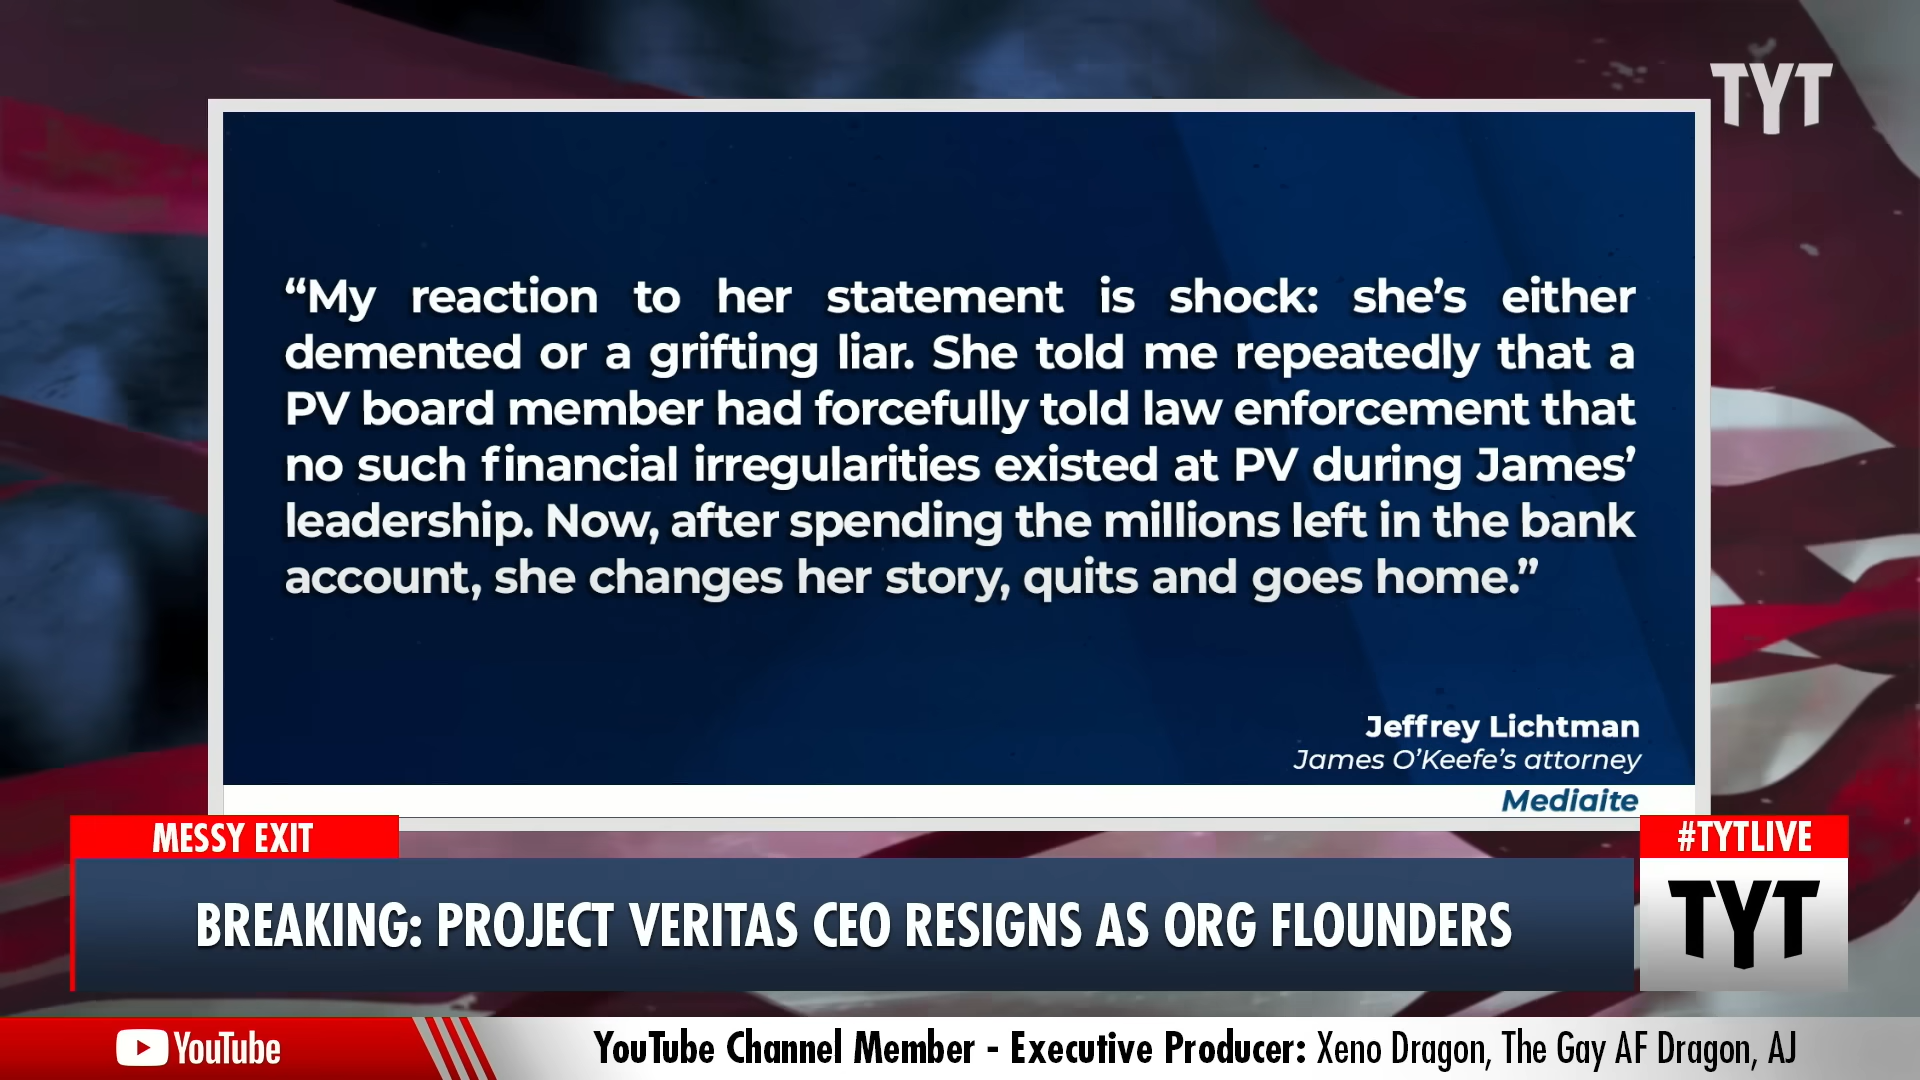 TYT
“My reaction to her statement is shock: she’s either
demented or a grifting liar. She told me repeatedly that a
PV board member had forcefully told law enforcement that
no such financial irregularities existed at PV during James’
leadership. Now, after spending the millions left in the bank
account, she changes her story, quits and goes home.”
Jeffrey Lichtman
James O’Keefe’s attorney
Mediaite
MESSY EXIT
#TYTLIVE
BREAKING: PROJECT VERITAS CEO RESIGNS AS ORG FLOUNDERS
TYT
YouTube
YouTube Channel Member - Executive Producer: Xeno Dragon, The Gay AF Dragon, AJ